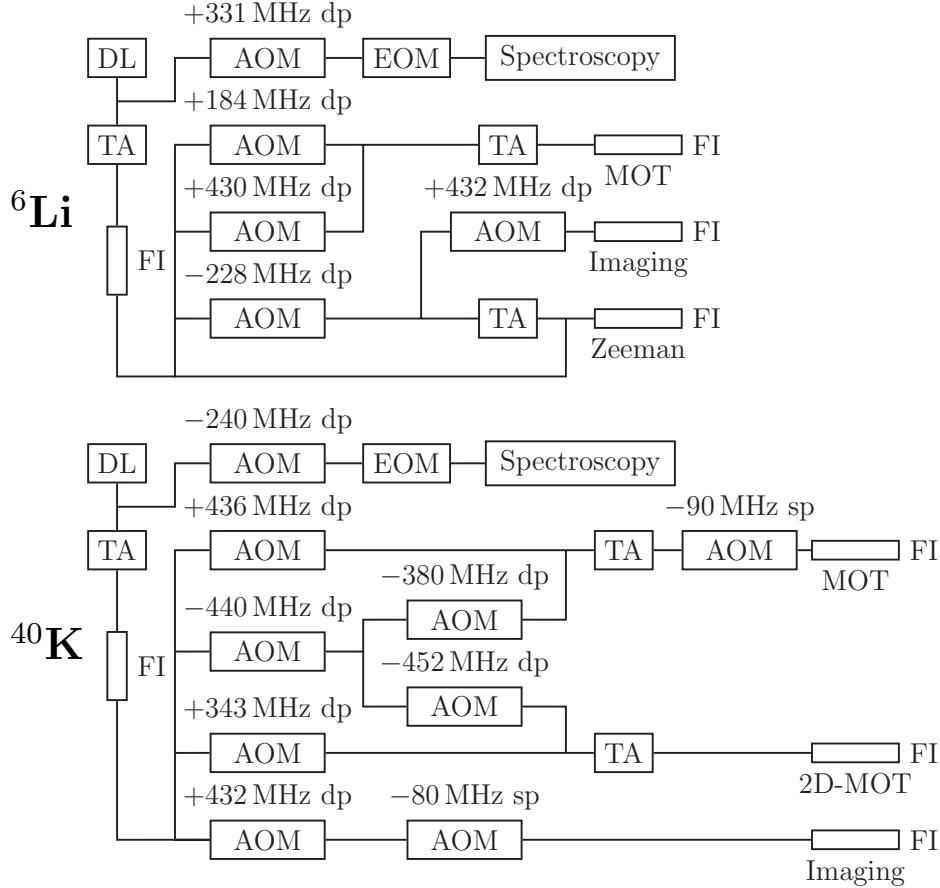 +331 MHz dp
DL AOM EOM Spectroscopy
+184 MHz dp
TA AOM TA FI
MOT
+430 MHz dp +432 MHz dp
⁶Li
AOM AOM FI
FI
Imaging
−228 MHz dp
AOM TA FI
Zeeman
−240 MHz dp
DL AOM EOM Spectroscopy
+436 MHz dp −90 MHz sp
TA AOM TA AOM FI
MOT
−380 MHz dp
−440 MHz dp AOM
⁴⁰K
FI AOM
−452 MHz dp
AOM
+343 MHz dp
AOM TA FI
2D-MOT
+432 MHz dp −80 MHz sp
AOM AOM FI
Imaging